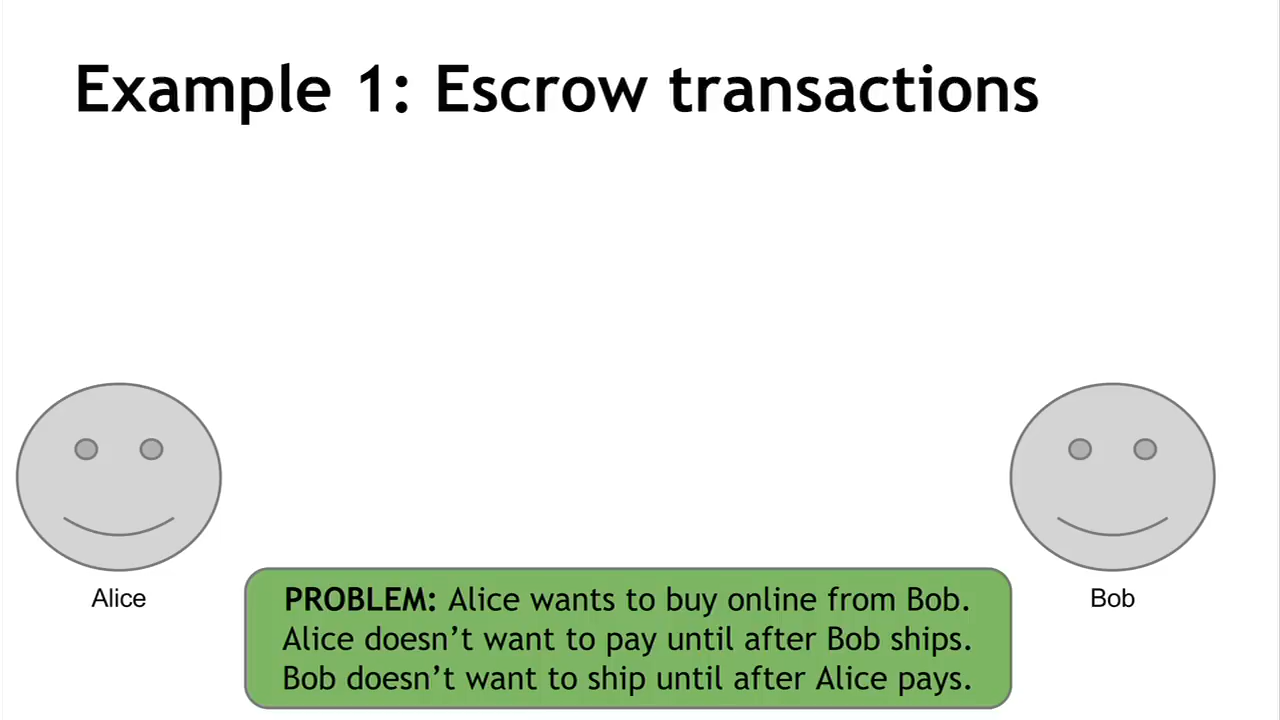 Example 1: Escrow transactions
Alice
Bob
PROBLEM: Alice wants to buy online from Bob.
Alice doesn’t want to pay until after Bob ships.
Bob doesn’t want to ship until after Alice pays.